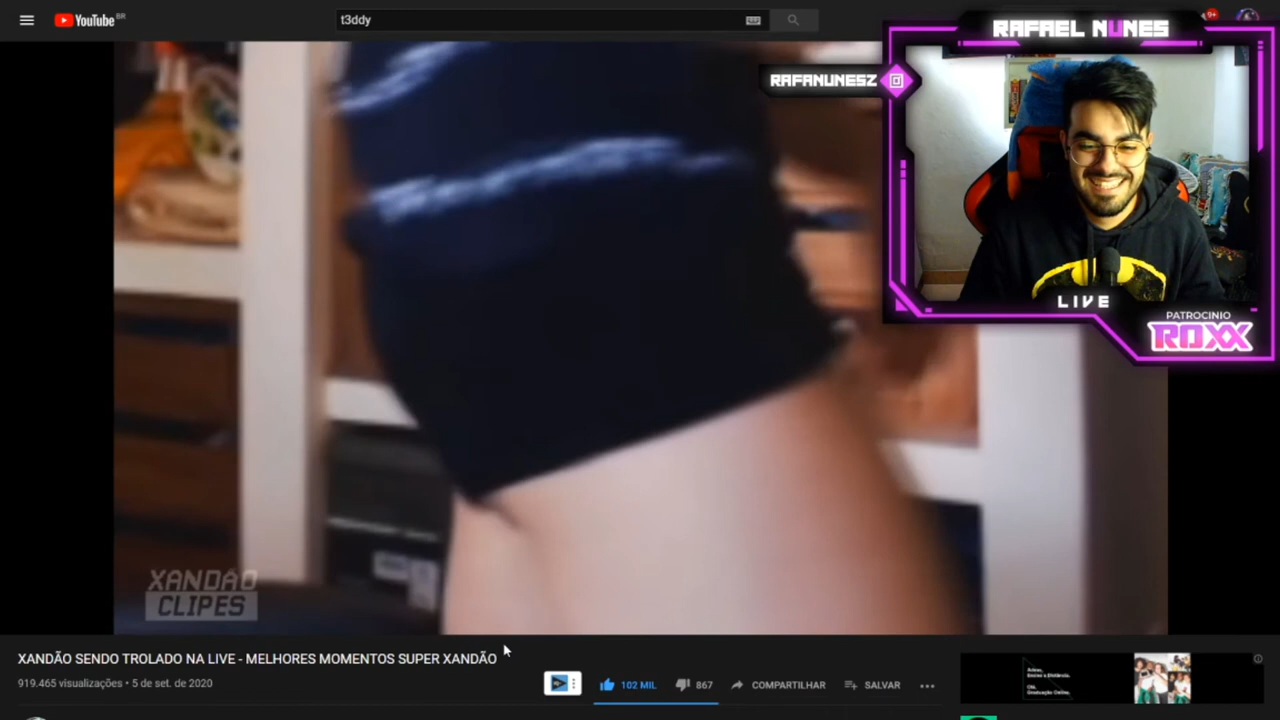 YouTube BR
t3ddy
9+
RAFAEL NUNES
RAFANUNESZ
LIVE
PATROCINIO
ROXX
XANDÃO
CLIPES
XANDÃO SENDO TROLADO NA LIVE - MELHORES MOMENTOS SUPER XANDÃO
919.465 visualizações • 5 de set. de 2020
102 MIL
867
COMPARTILHAR
SALVAR